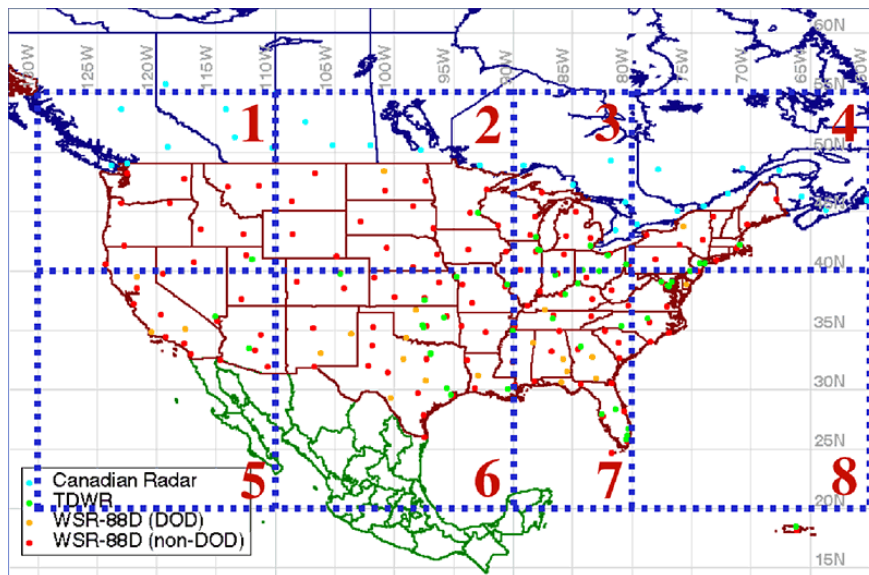 60N
130W
125W
120W
115W
110W
105W
100W
95W
90W
85W
80W
75W
70W
65W
60W
55N
1
2
3
4
50N
45N
40N
35N
30N
25N
5
6
7
8
20N
15N
Canadian Radar
TDWR
WSR-88D (DOD)
WSR-88D (non-DOD)